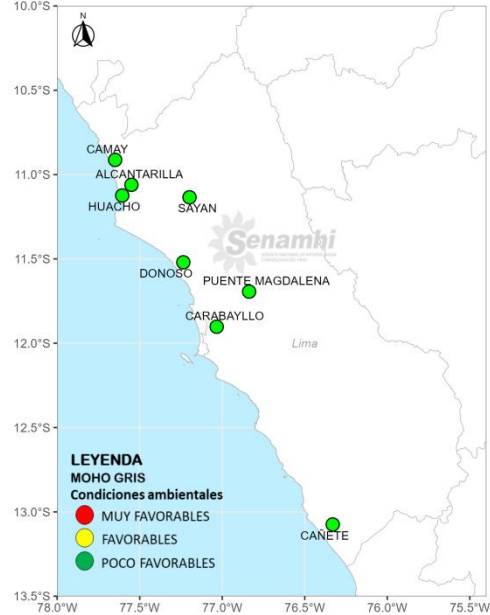 10.0°S
N
10.5°S
CAMAY
11.0°S
ALCANTARILLA
HUACHO
SAYAN
Senamhi
11.5°S
DONOSO
PUENTE MAGDALENA
CARABAYLLO
12.0°S
Lima
12.5°S
LEYENDA
MOHO GRIS
Condiciones ambientales
MUY FAVORABLES
FAVORABLES
POCO FAVORABLES
13.0°S
CAÑETE
13.5°S
78.0°W 77.5°W 77.0°W 76.5°W 76.0°W 75.5°W